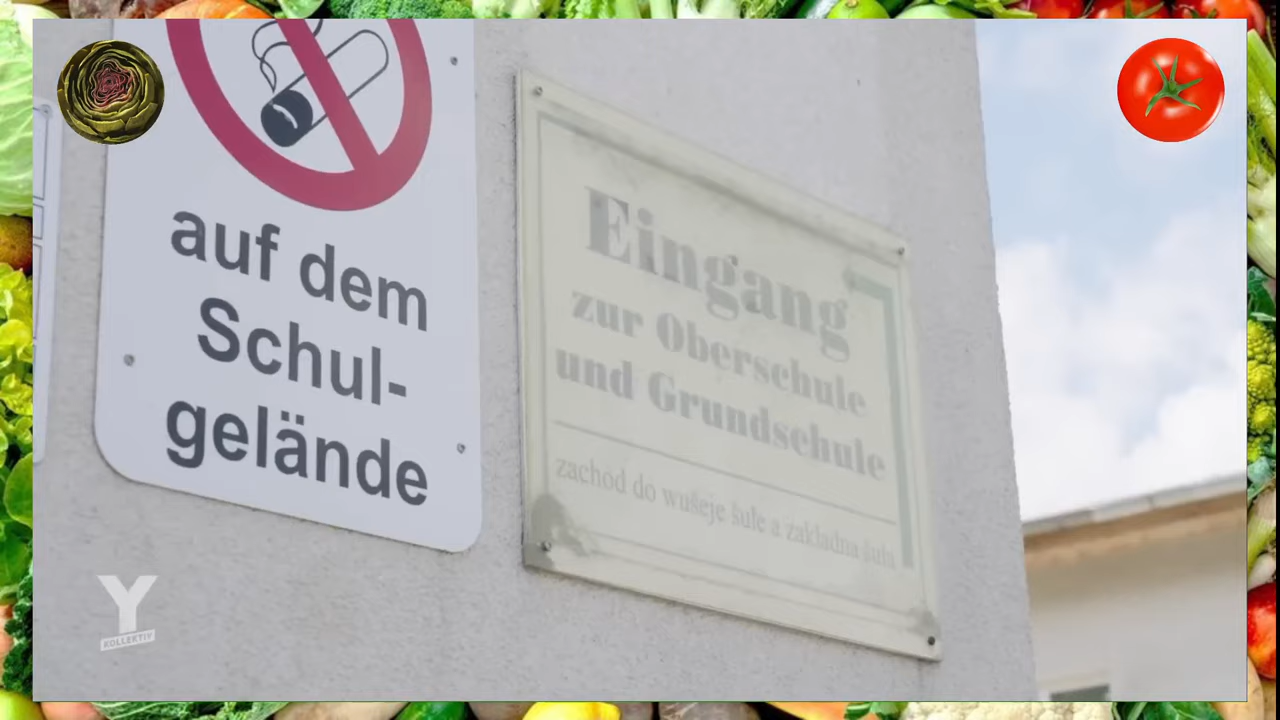 auf dem
Schul-
gelände
Eingang
zur Oberschule
und Grundschule
zachod do wušeje šule a zakładna šula
Y
KOLLEKTIV